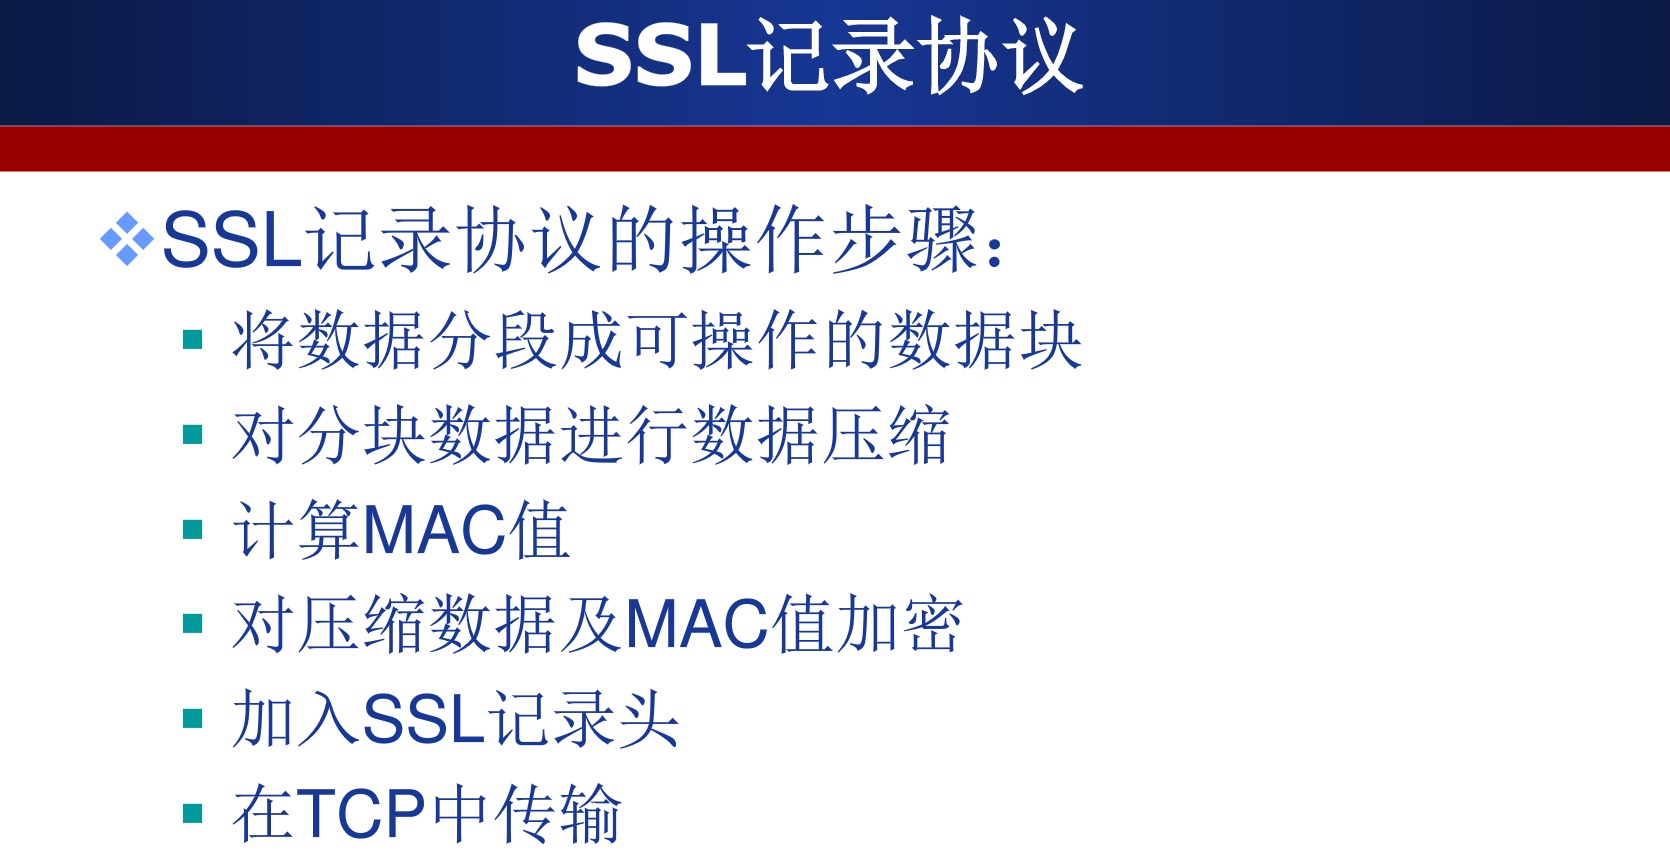 SSL记录协议
SSL记录协议的操作步骤：
将数据分段成可操作的数据块
对分块数据进行数据压缩
计算MAC值
对压缩数据及MAC值加密
加入SSL记录头
在TCP中传输